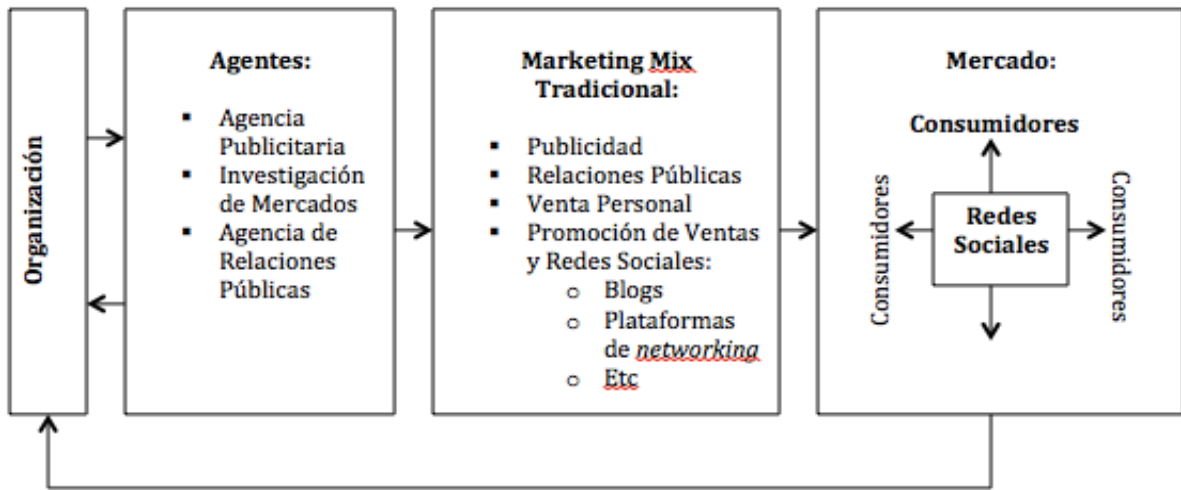 Organización
Agentes:
▪ Agencia
Publicitaria
▪ Investigación
de Mercados
▪ Agencia de
Relaciones
Públicas
Marketing Mix
Tradicional:
▪ Publicidad
▪ Relaciones Públicas
▪ Venta Personal
▪ Promoción de Ventas
y Redes Sociales:
o Blogs
o Plataformas
de networking
o Etc
Mercado:
Consumidores
Consumidores
Redes
Sociales
Consumidores